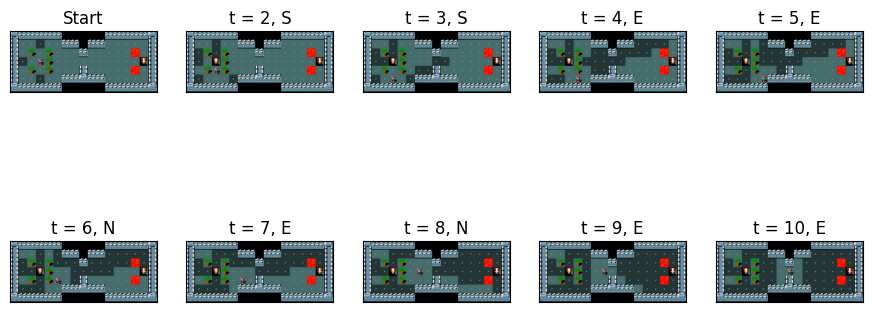 Start
t = 2, S
t = 3, S
t = 4, E
t = 5, E
t = 6, N
t = 7, E
t = 8, N
t = 9, E
t = 10, E